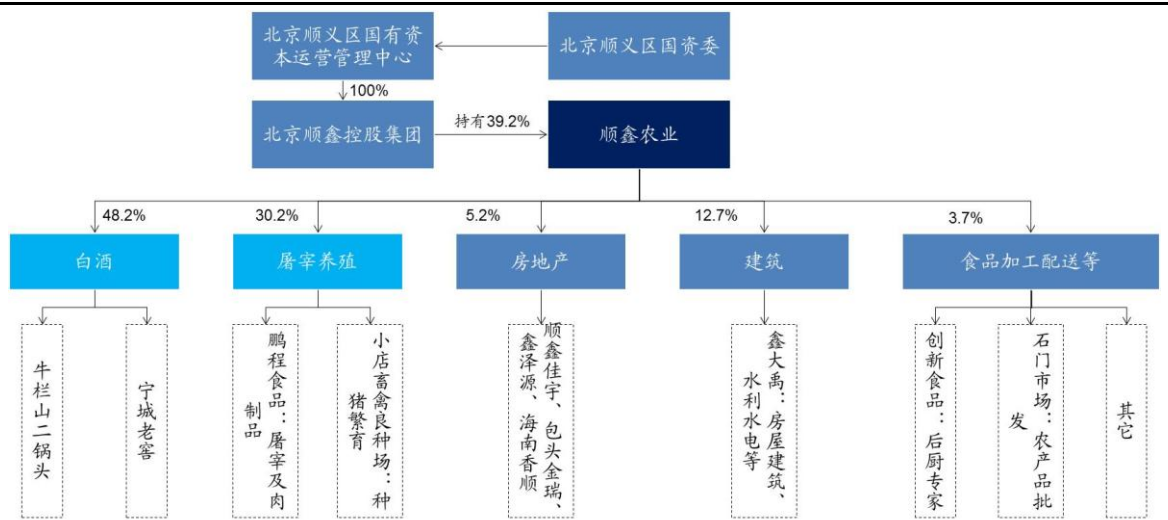 北京顺义区国有资
本运营管理中心
北京顺义区国资委
100%
北京顺鑫控股集团
持有39.2%
顺鑫农业
48.2%
30.2%
5.2%
12.7%
3.7%
白酒
屠宰养殖
房地产
建筑
食品加工配送等
牛栏山二锅头
宁城老窖
鹏程食品：屠宰及肉
制品
小店畜禽良种场：种
猪繁育
顺鑫佳宇、包头金瑞、
鑫泽源、海南香顺
鑫大禹：房屋建筑、
水利水电等
创新食品：后厨专家
石门市场：农产品批
发
其它